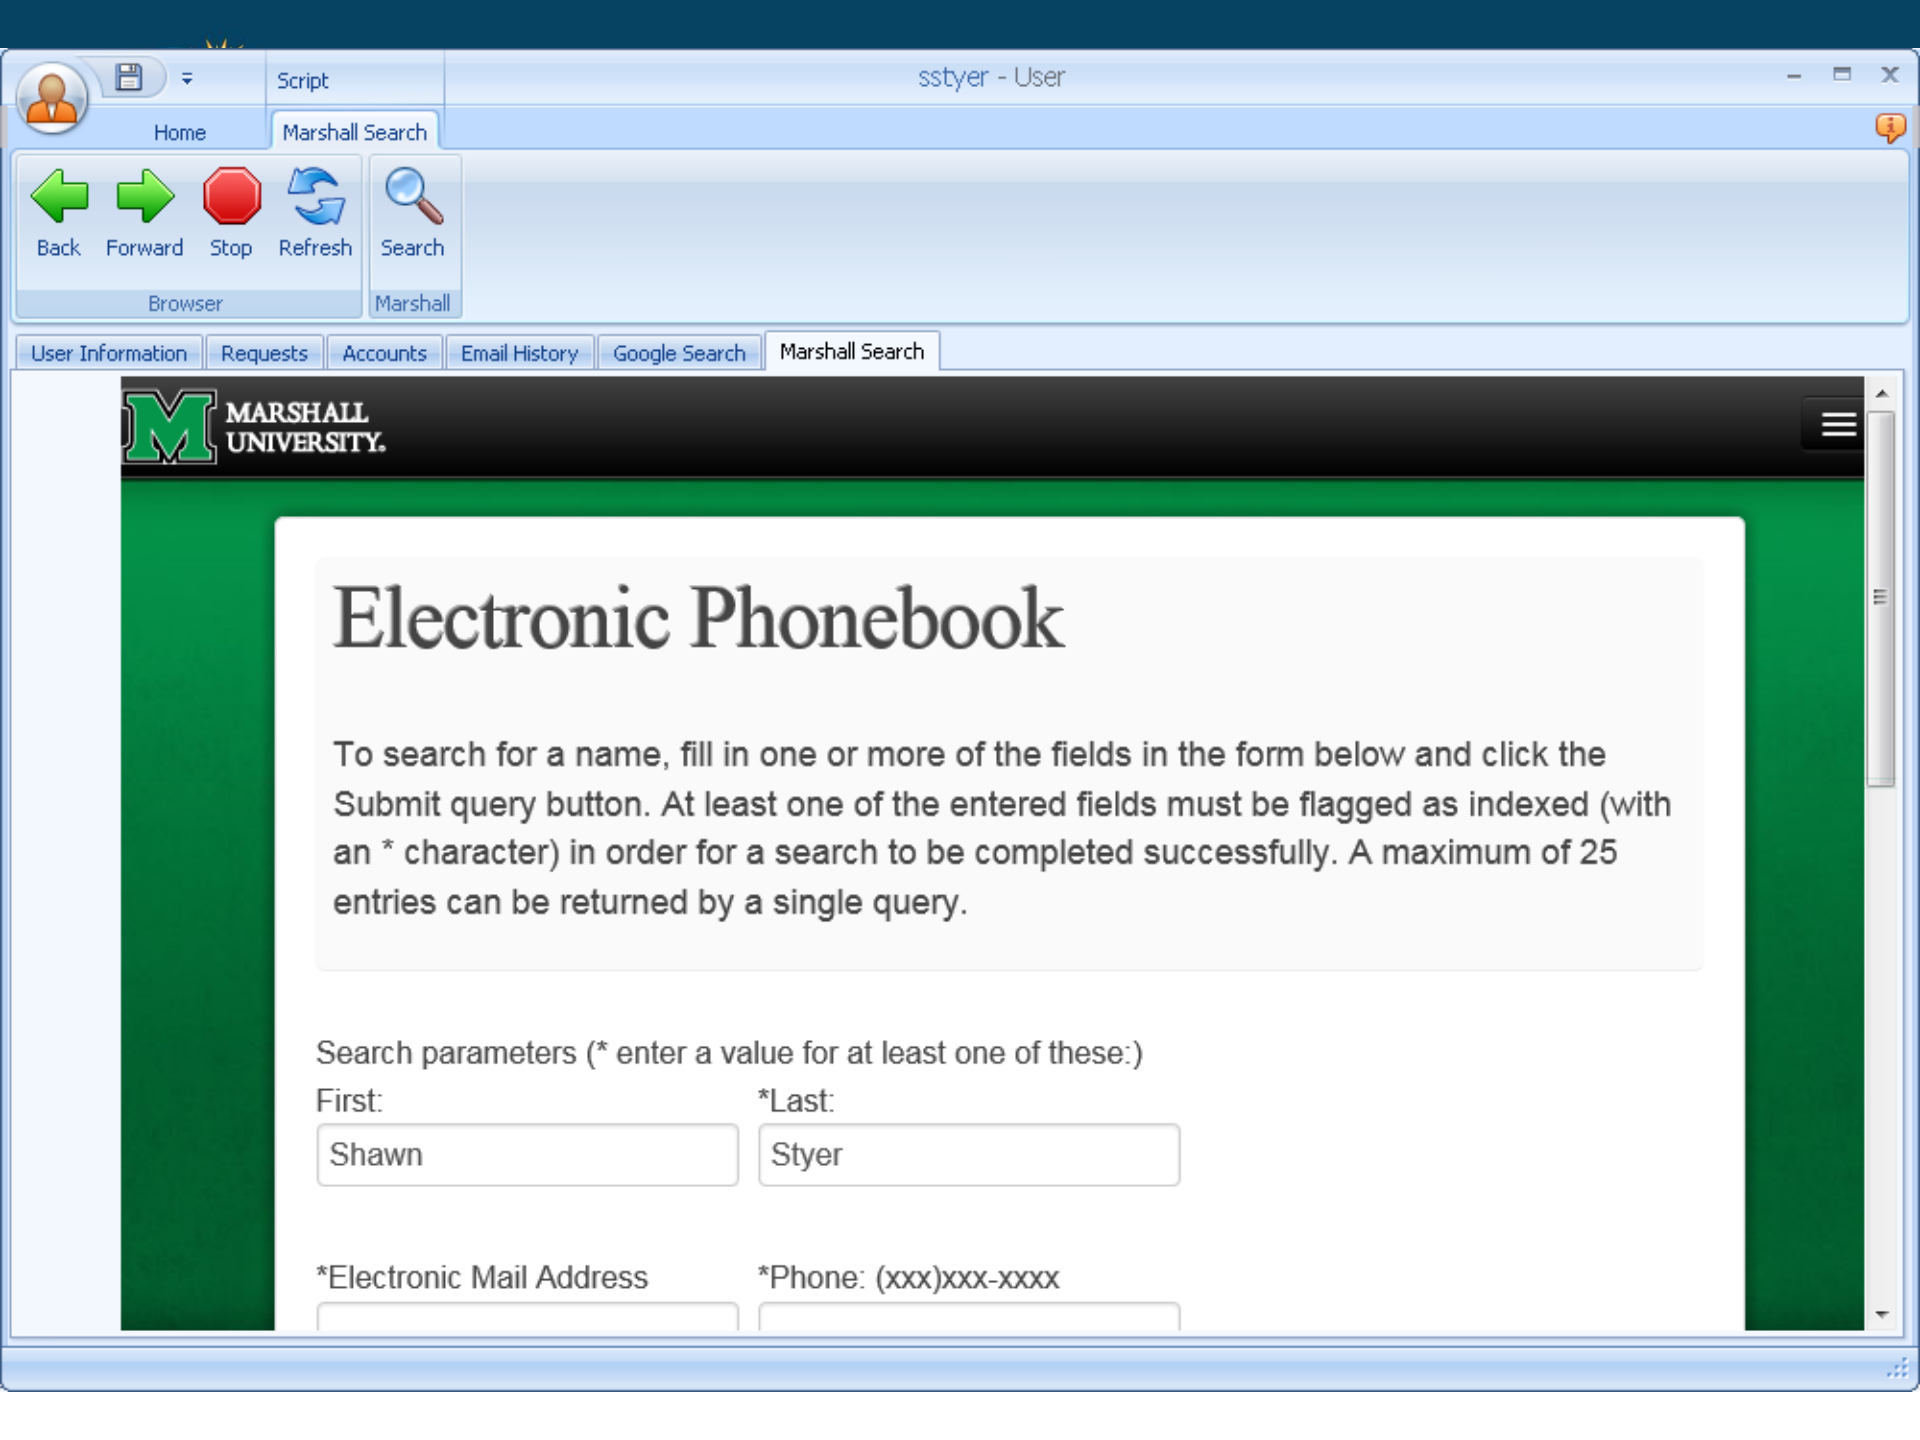 Script
sstyer - User
Home
Marshall Search
Back
Forward
Stop
Refresh
Search
Browser
Marshall
User Information
Requests
Accounts
Email History
Google Search
Marshall Search
MARSHALL
UNIVERSITY.
Electronic Phonebook
To search for a name, fill in one or more of the fields in the form below and click the
Submit query button. At least one of the entered fields must be flagged as indexed (with
an * character) in order for a search to be completed successfully. A maximum of 25
entries can be returned by a single query.
Search parameters (* enter a value for at least one of these:)
First:
*Last:
Shawn
Styer
*Electronic Mail Address
*Phone: (xxx)xxx-xxxx